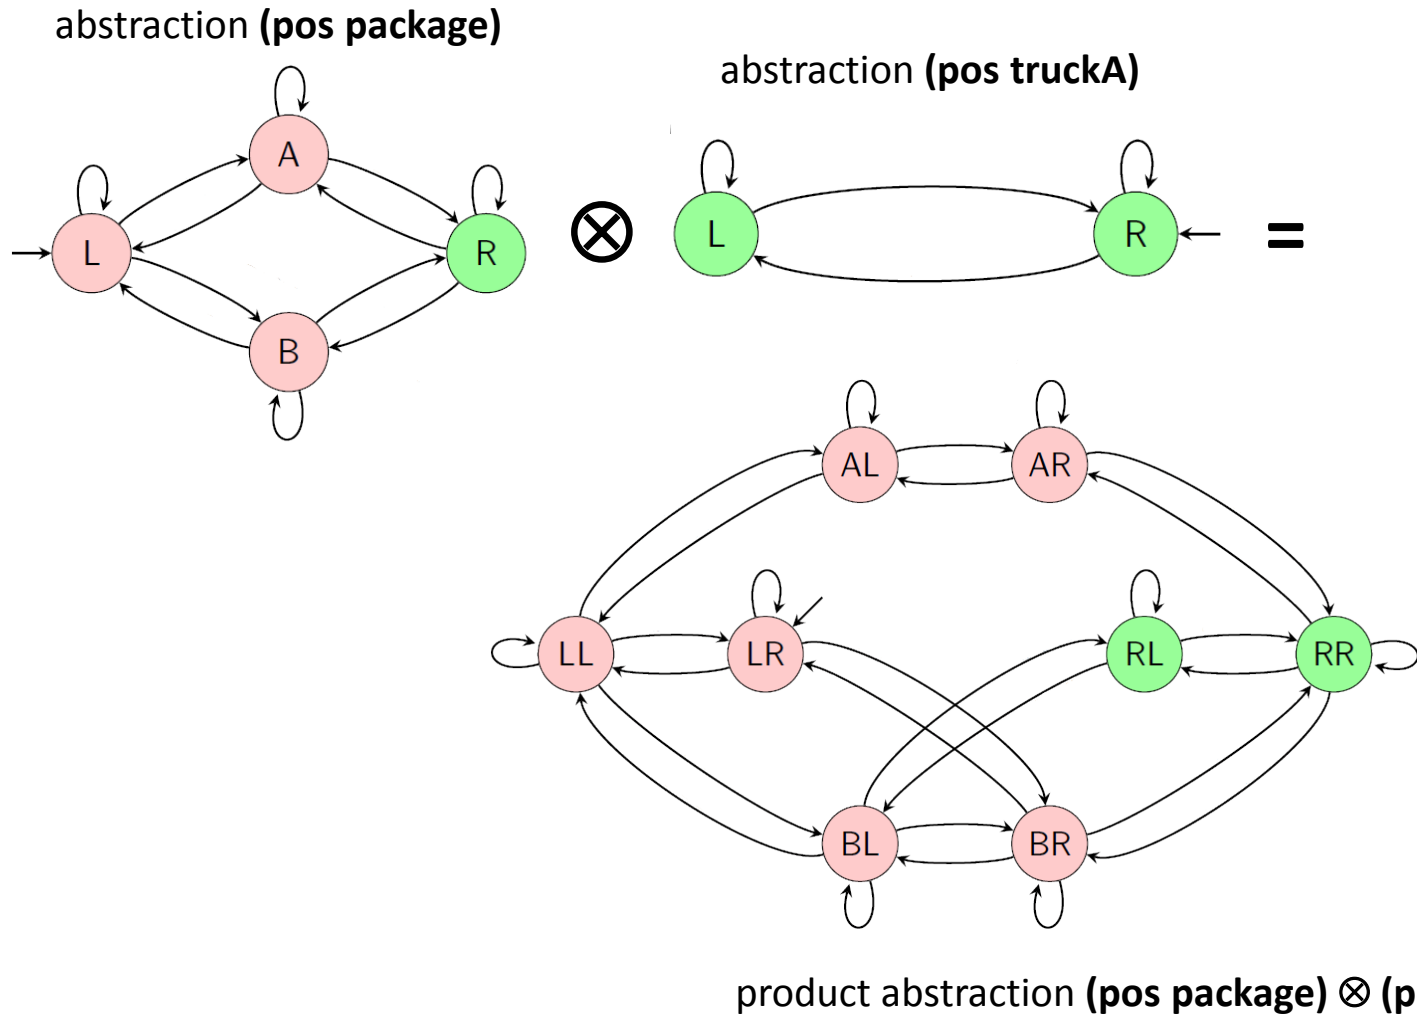 abstraction (pos package)
abstraction (pos truckA)
A
L
R
B
⊗
L
R
=
AL
AR
LL
LR
RL
RR
BL
BR
product abstraction (pos package) ⊗ (p